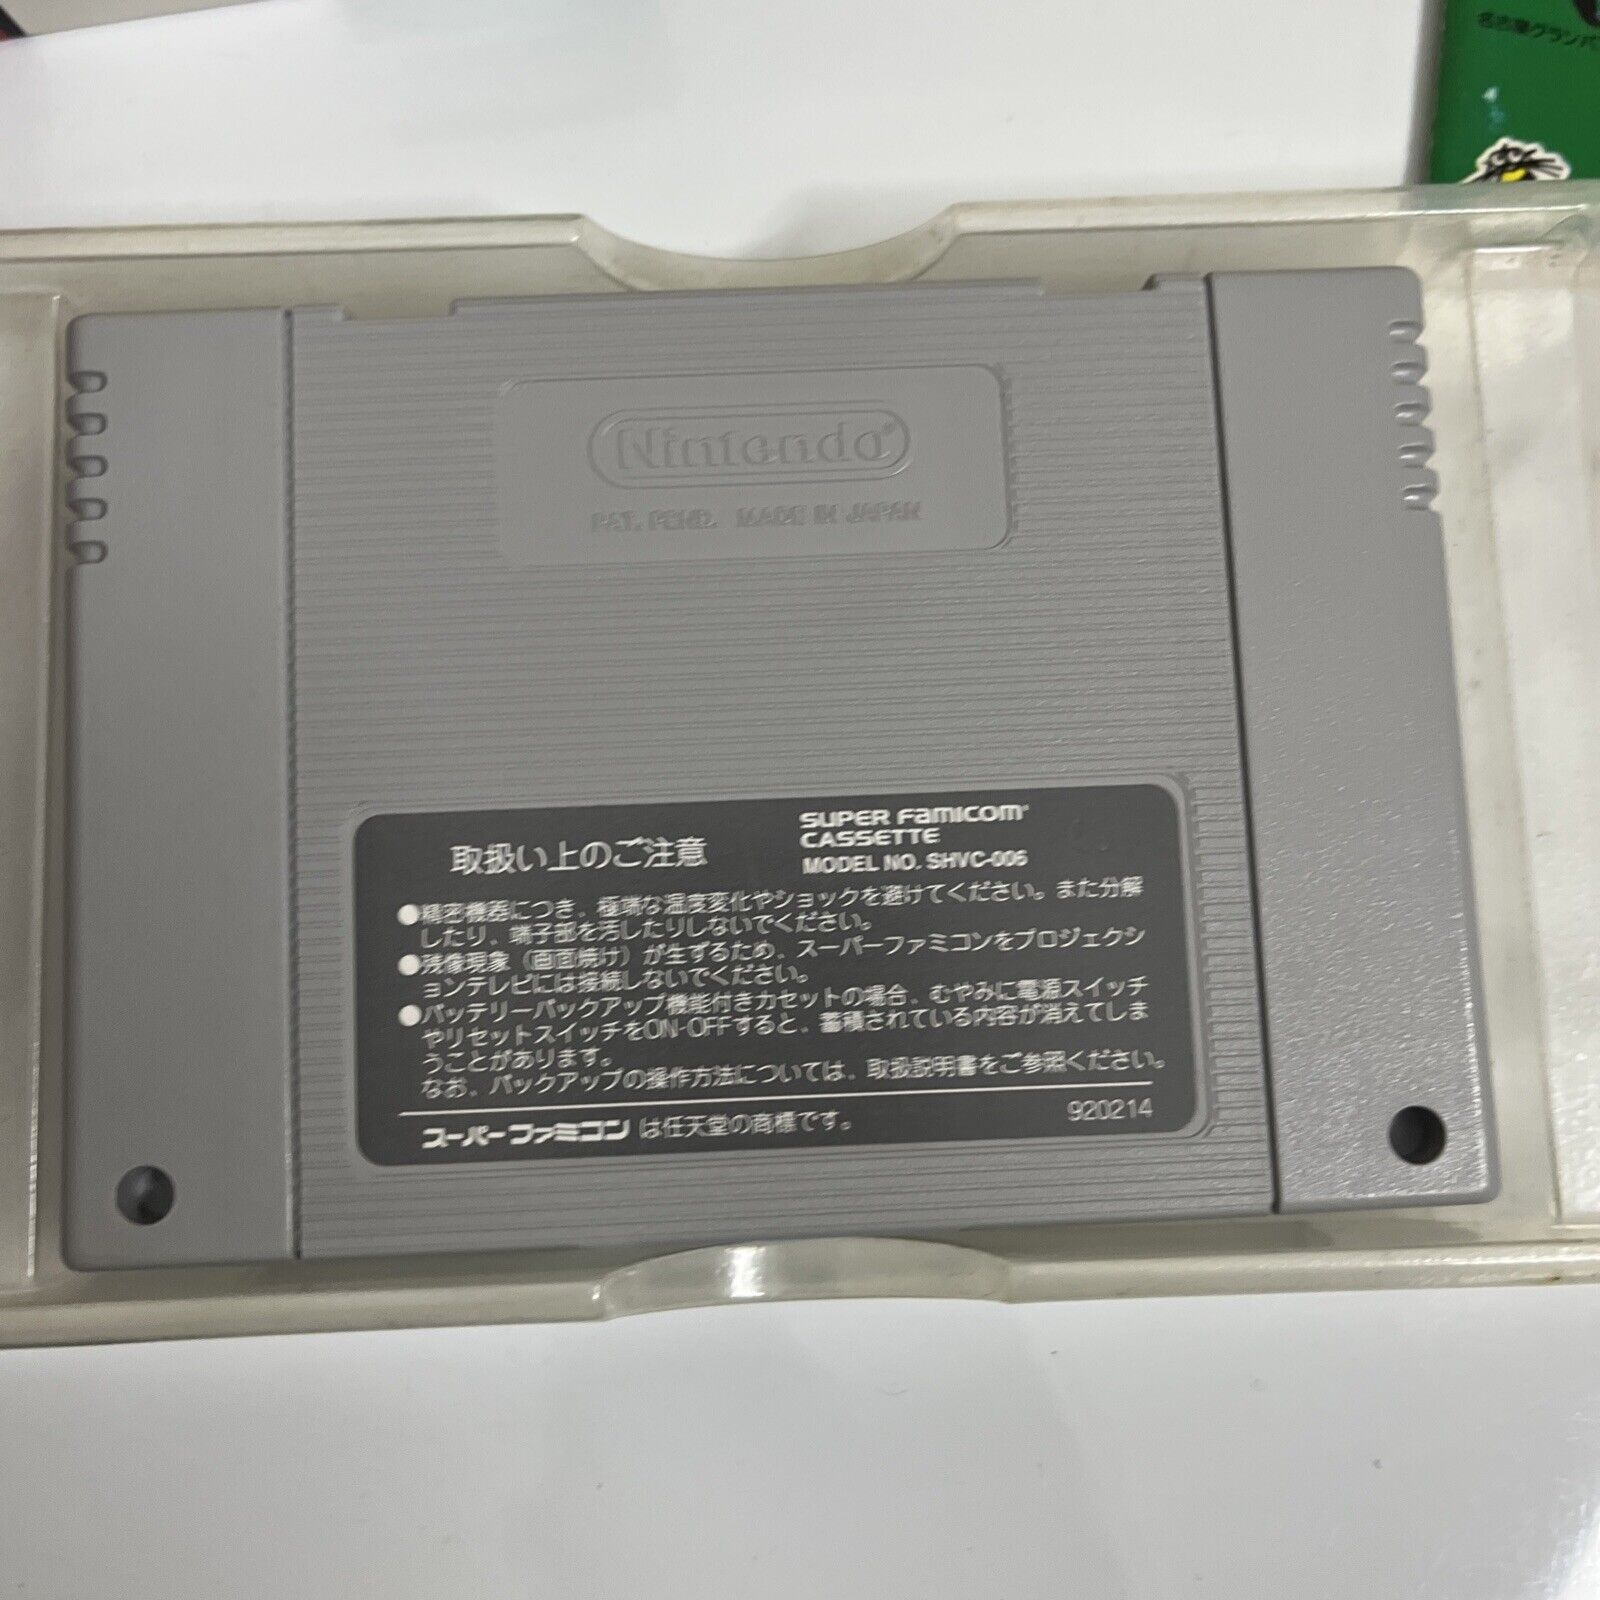 名古屋グランパス
Nintendo®
PAT. PEND. MADE IN JAPAN
取扱い上のご注意
SUPER FAMICOM
CASSETTE
MODEL NO. SHVC-006
●精密機器につき、極端な温度変化やショックを避けてください。また分解
したり、端子部を汚したりしないでください。
●残像現象（画面焼け）が生ずるため、スーパーファミコンをプロジェクシ
ョンテレビには接続しないでください。
●バッテリーバックアップ機能付きカセットの場合、むやみに電源スイッチ
やリセットスイッチをON-OFFすると、蓄積されている内容が消えてしま
うことがあります。
なお、バックアップの操作方法については、取扱説明書をご参照ください。
スーパーファミコンは任天堂の商標です。
920214